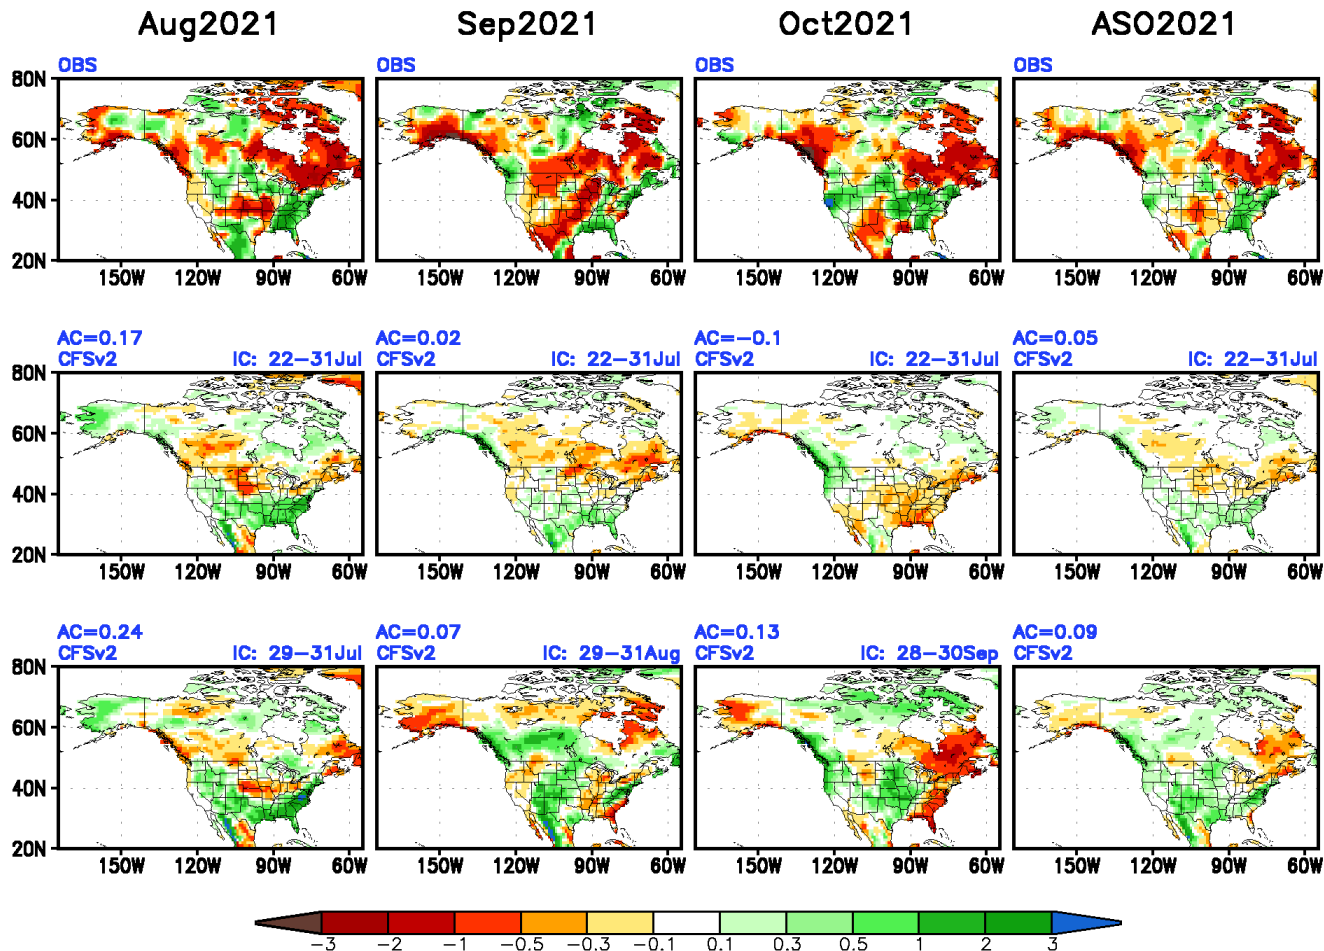 Aug2021 Sep2021 Oct2021 ASO2021
OBS OBS OBS OBS
80N
60N
40N
20N
150W 120W 90W 60W 150W 120W 90W 60W 150W 120W 90W 60W 150W 120W 90W 60W
AC=0.17 AC=0.02 AC=-0.1 AC=0.05
CFSv2 IC: 22-31Jul CFSv2 IC: 22-31Jul CFSv2 IC: 22-31Jul CFSv2 IC: 22-31Jul
80N
60N
40N
20N
150W 120W 90W 60W 150W 120W 90W 60W 150W 120W 90W 60W 150W 120W 90W 60W
AC=0.24 AC=0.07 AC=0.13 AC=0.09
CFSv2 IC: 29-31Jul CFSv2 IC: 29-31Aug CFSv2 IC: 28-30Sep CFSv2
80N
60N
40N
20N
150W 120W 90W 60W 150W 120W 90W 60W 150W 120W 90W 60W 150W 120W 90W 60W
-3 -2 -1 -0.5 -0.3 -0.1 0.1 0.3 0.5 1 2 3